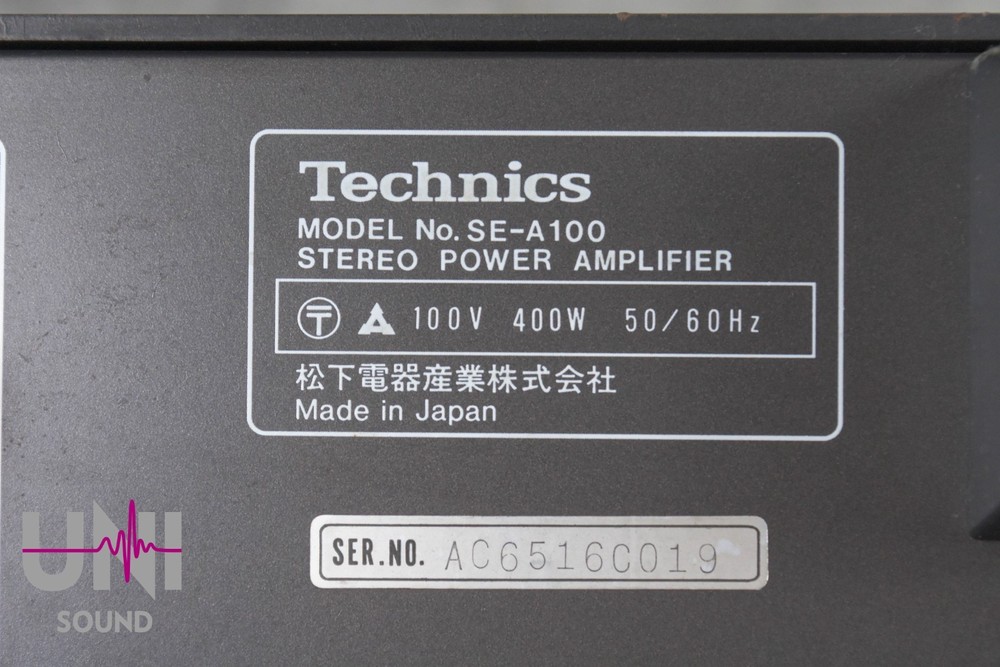 Technics
MODEL No. SE-A100
STEREO POWER AMPLIFIER
100V 400W 50/60Hz
松下電器産業株式会社
Made in Japan
SER.NO. AC6516C019
UNI
SOUND